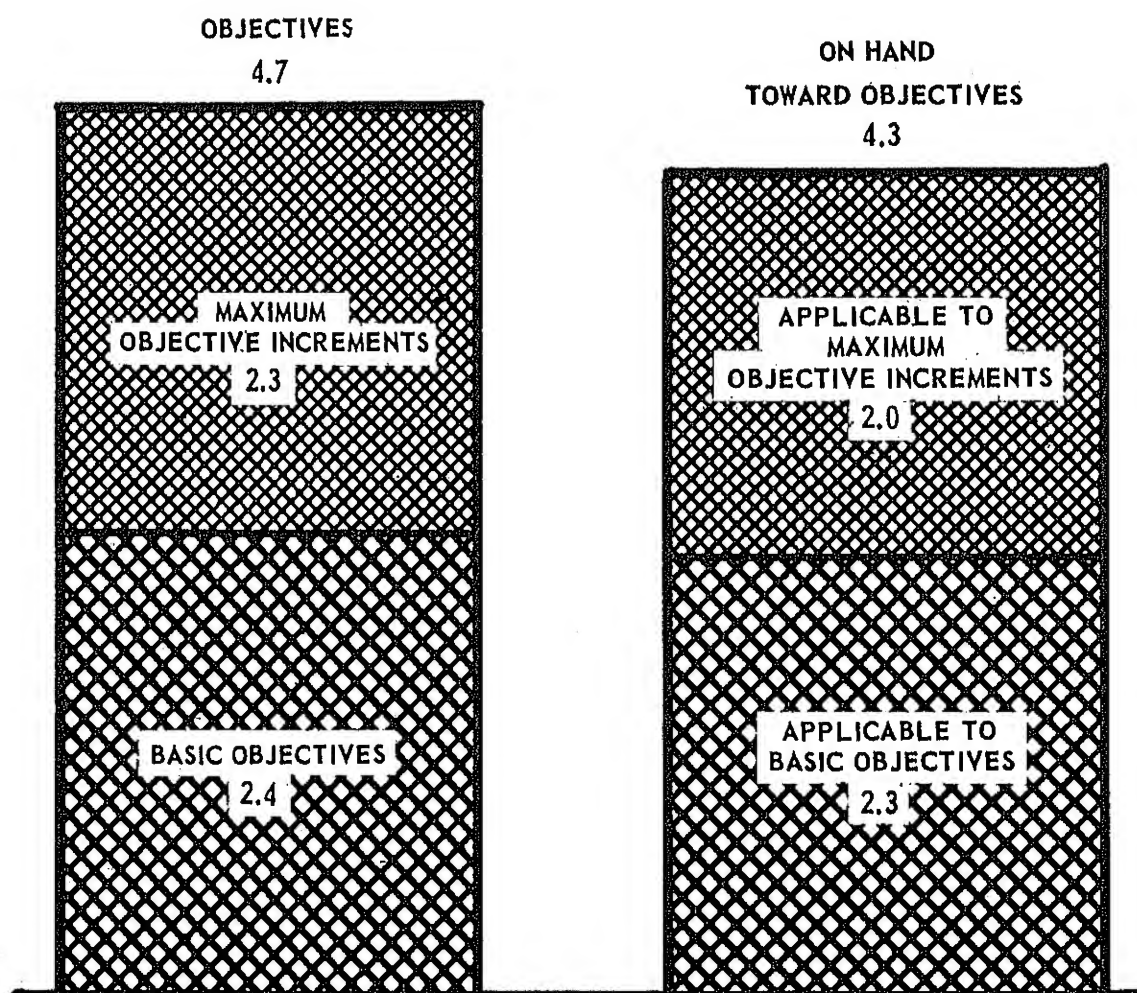 OBJECTIVES
4.7
MAXIMUM
OBJECTIVE INCREMENTS
2.3
BASIC OBJECTIVES
2.4
ON HAND
TOWARD OBJECTIVES
4.3
APPLICABLE TO
MAXIMUM
OBJECTIVE INCREMENTS
2.0
APPLICABLE TO
BASIC OBJECTIVES
2.3